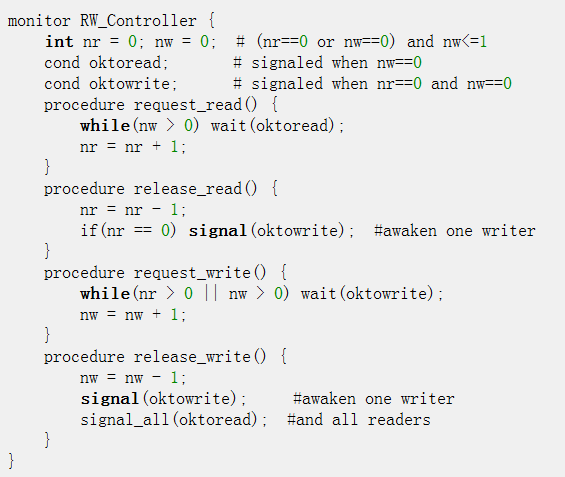 monitor RW_Controller {
    int nr = 0; nw = 0;  # (nr==0 or nw==0) and nw<=1
    cond oktoread;       # signaled when nw==0
    cond oktowrite;      # signaled when nr==0 and nw==0
    procedure request_read() {
        while(nw > 0) wait(oktoread);
        nr = nr + 1;
    }
    procedure release_read() {
        nr = nr - 1;
        if(nr == 0) signal(oktowrite);  #awaken one writer
    }
    procedure request_write() {
        while(nr > 0 || nw > 0) wait(oktowrite);
        nw = nw + 1;
    }
    procedure release_write() {
        nw = nw - 1;
        signal(oktowrite);     #awaken one writer
        signal_all(oktoread);  #and all readers
    }
}